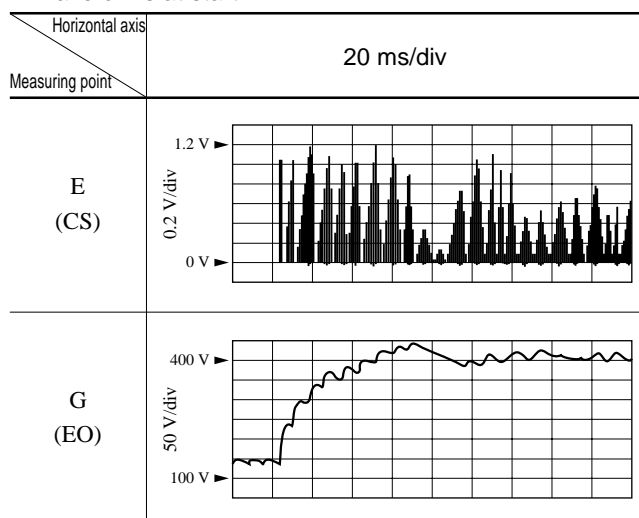 Horizontal axis
Measuring point
20 ms/div
E
(CS)
0.2 V/div
1.2 V
0 V
G
(EO)
50 V/div
400 V
100 V